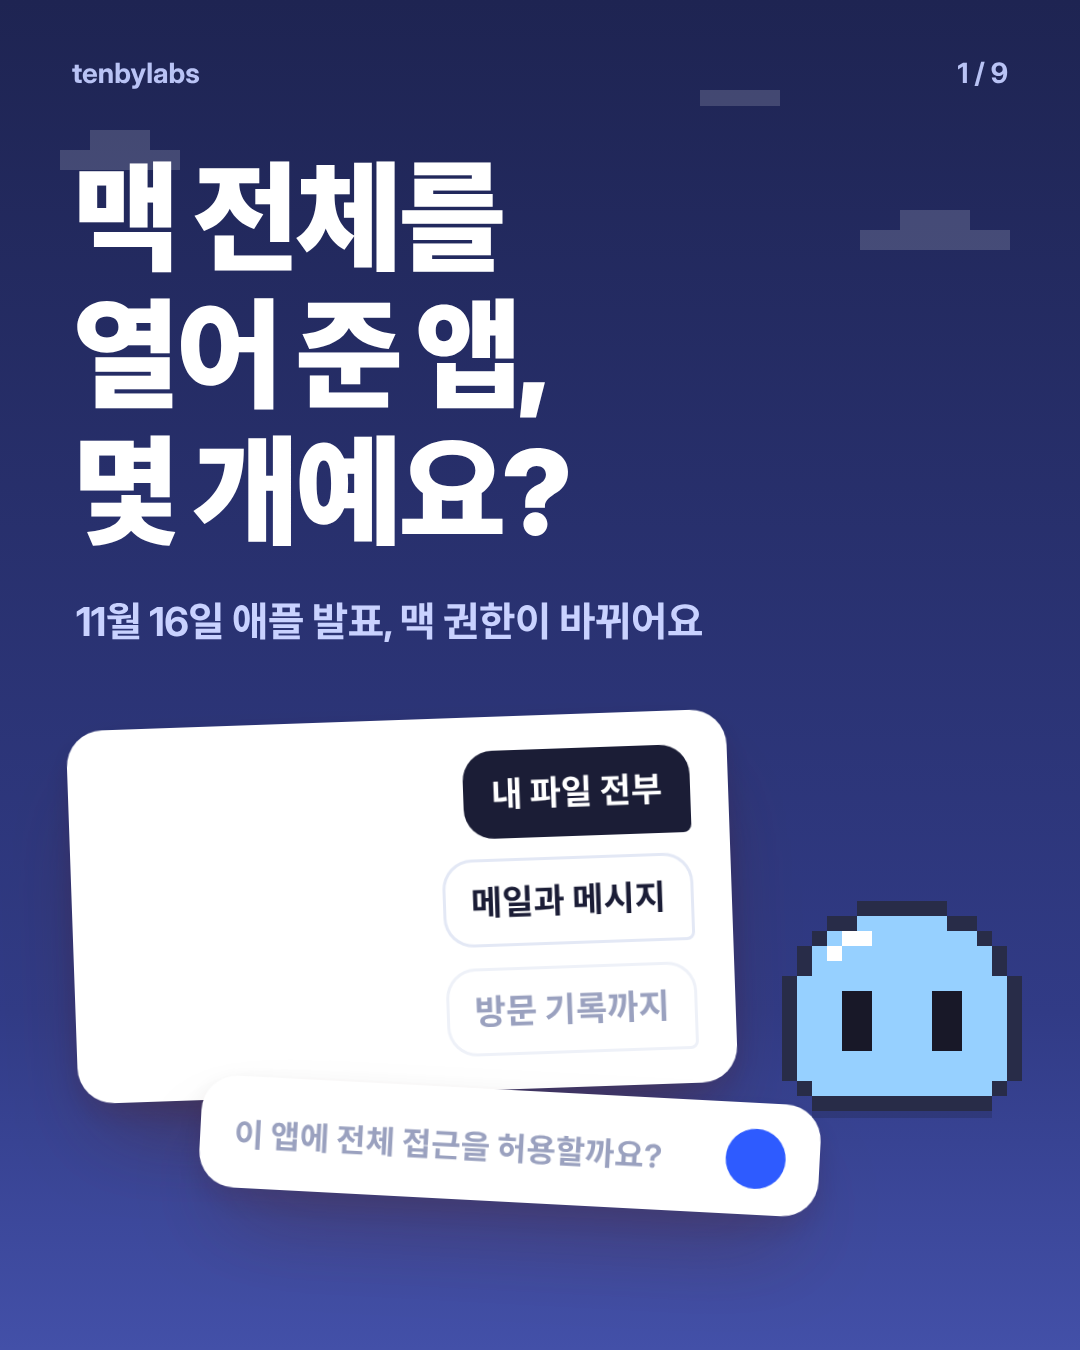 tenbylabs
1 / 9
맥 전체를
열어 준 앱,
몇 개예요?
11월 16일 애플 발표, 맥 권한이 바뀌어요
내 파일 전부
메일과 메시지
방문 기록까지
이 앱에 전체 접근을 허용할까요?